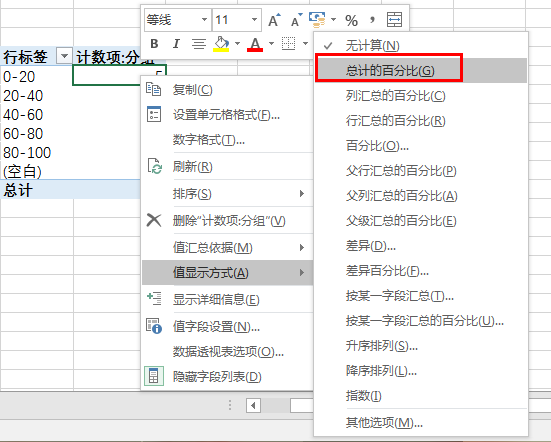 等线 11 A A % ,
B I A
行标签 计数项:分组
0-20 5
20-40
40-60
60-80
80-100
(空白)
总计
复制(C)
设置单元格格式(F)...
数字格式(T)...
刷新(R)
排序(S)
删除“计数项:分组”(V)
值汇总依据(M)
值显示方式(A)
显示详细信息(E)
值字段设置(N)...
数据透视表选项(O)...
隐藏字段列表(D)
无计算(N)
总计的百分比(G)
列汇总的百分比(C)
行汇总的百分比(R)
百分比(O)...
父行汇总的百分比(P)
父列汇总的百分比(A)
父级汇总的百分比(E)
差异(D)...
差异百分比(F)...
按某一字段汇总(T)...
按某一字段汇总的百分比(U)...
升序排列(S)...
降序排列(L)...
指数(I)
其他选项(M)...